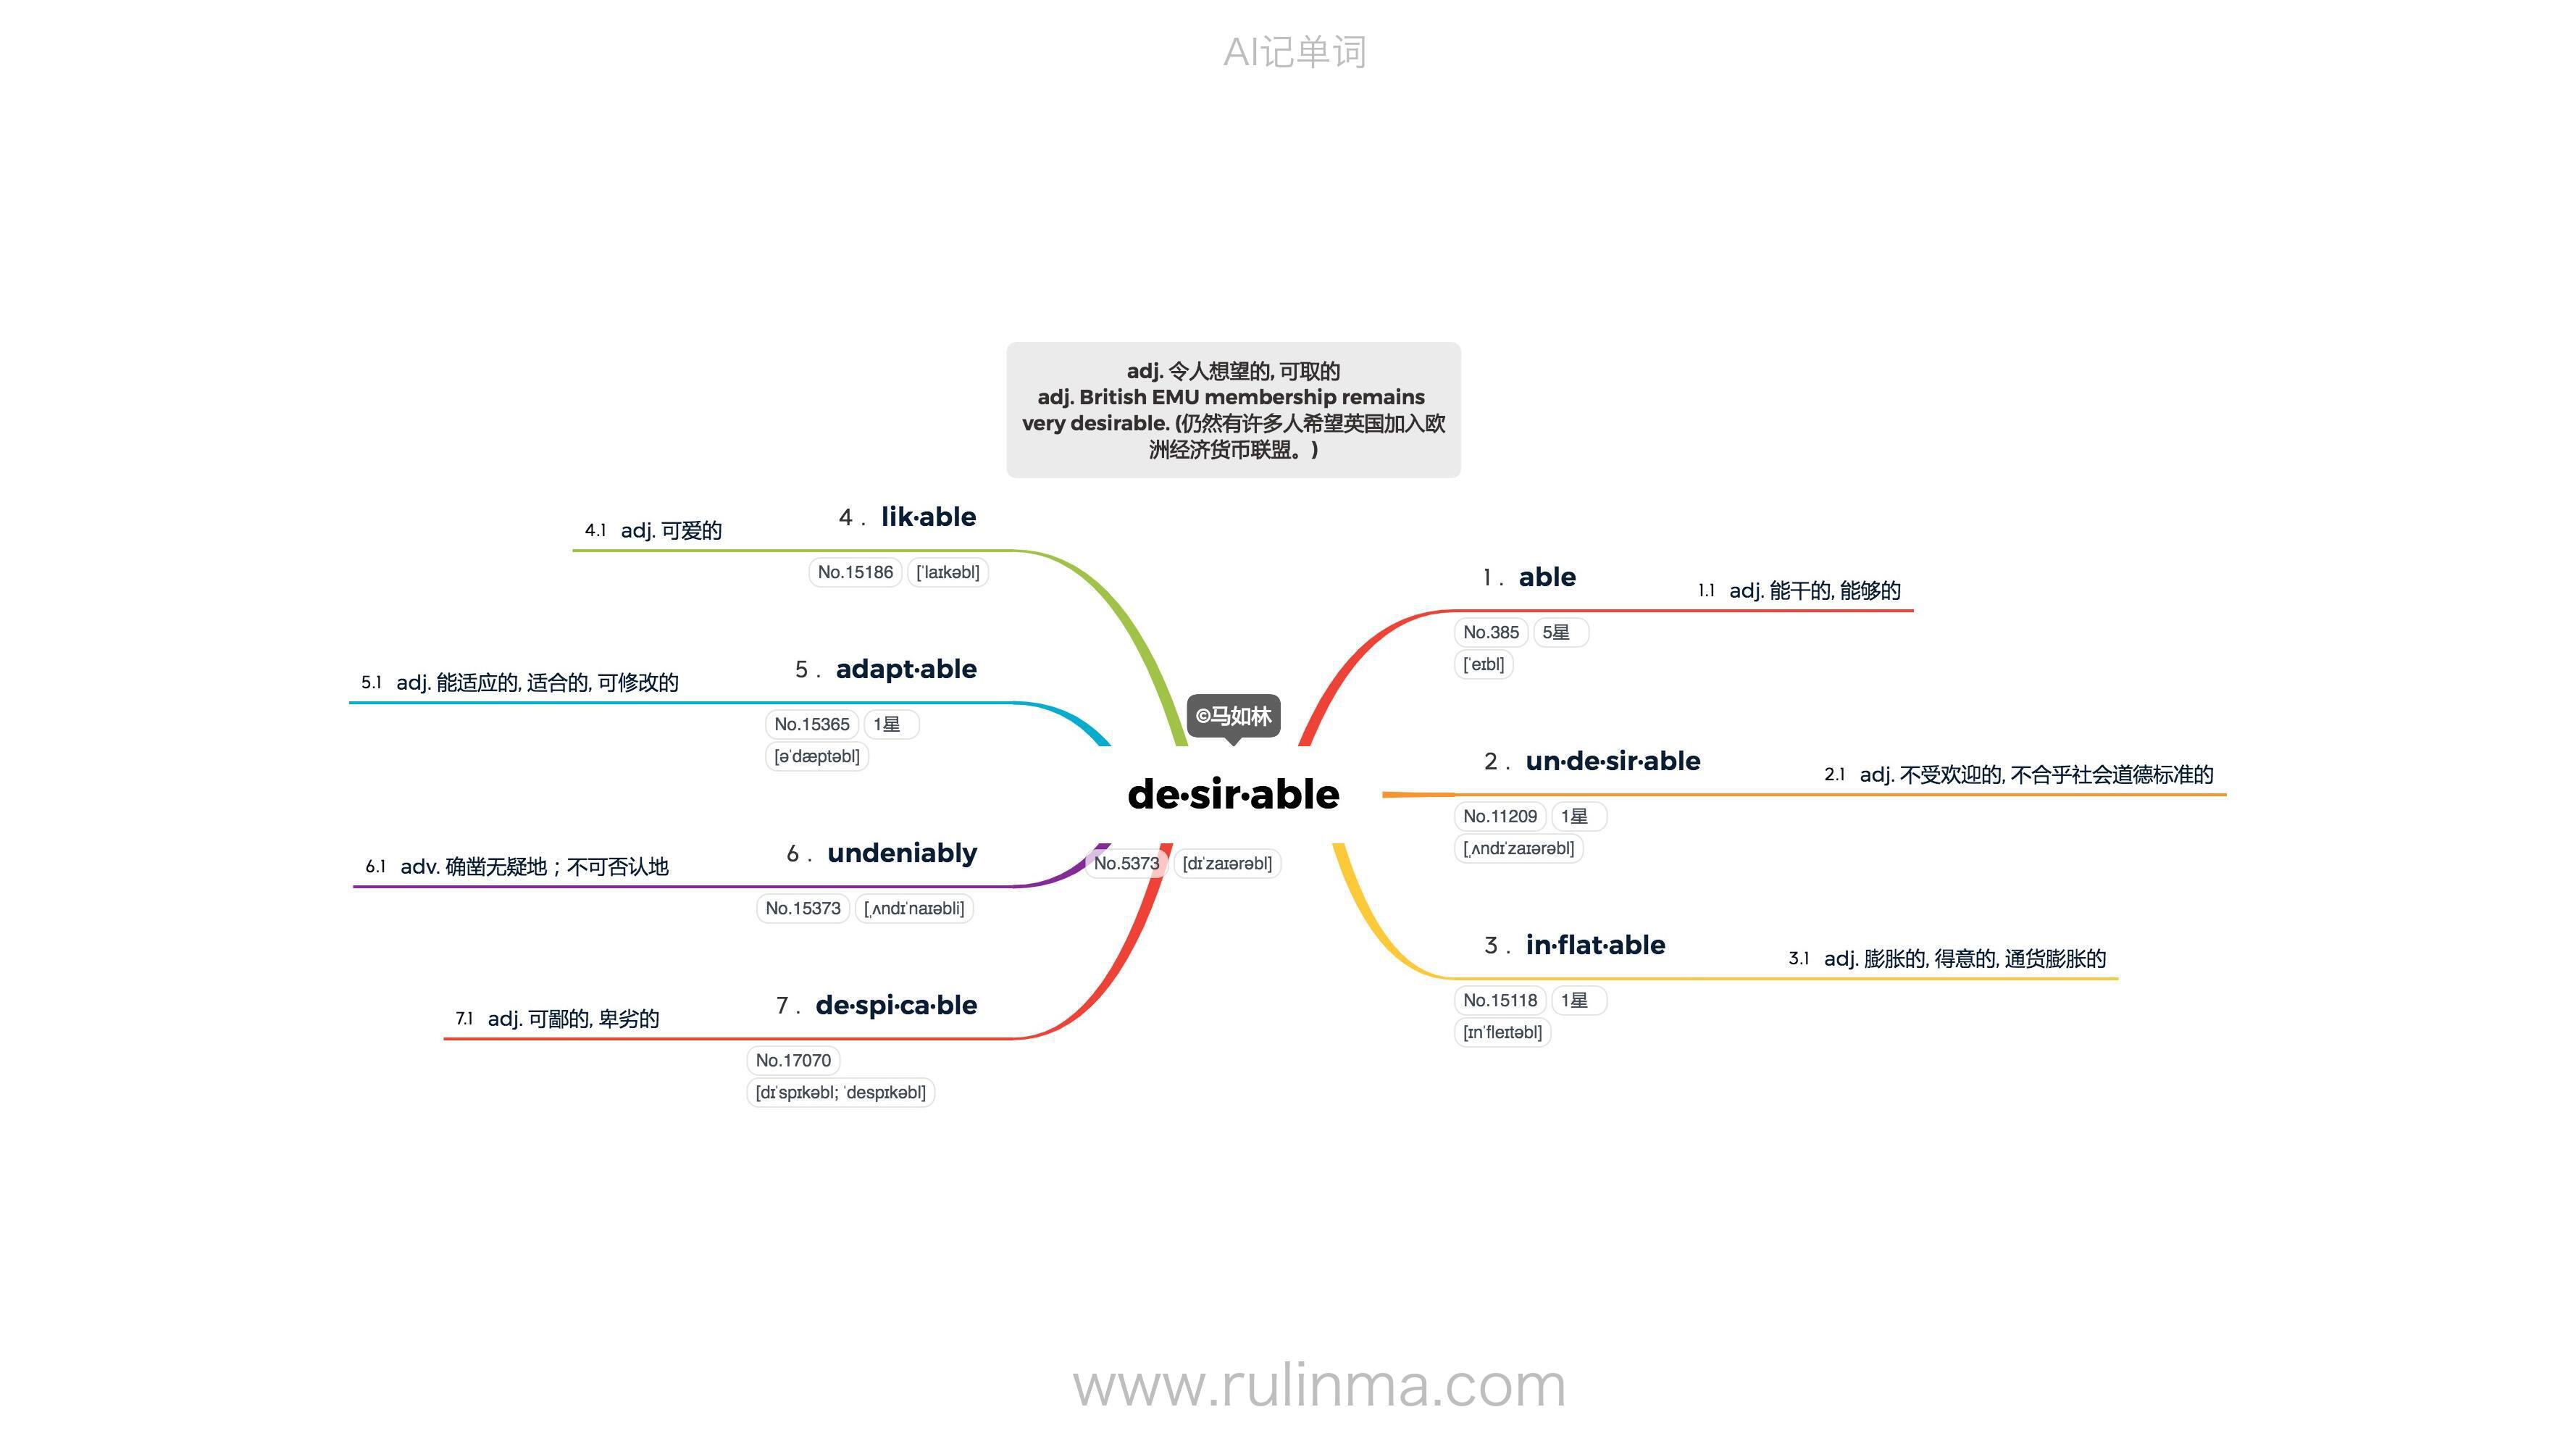 AI记单词
adj. 令人想望的, 可取的
adj. British EMU membership remains
very desirable. (仍然有许多人希望英国加入欧
洲经济货币联盟。)
©马如林
de·sir·able
No.5373 [dɪˈzaɪərəbl]
1. able
1.1 adj. 能干的, 能够的
No.385 5星
[ˈeɪbl]
2. un·de·sir·able
2.1 adj. 不受欢迎的, 不合乎社会道德标准的
No.11209 1星
[ˌʌndɪˈzaɪərəbl]
3. in·flat·able
3.1 adj. 膨胀的, 得意的, 通货膨胀的
No.15118 1星
[ɪnˈfleɪtəbl]
4. lik·able
4.1 adj. 可爱的
No.15186 [ˈlaɪkəbl]
5. adapt·able
5.1 adj. 能适应的, 适合的, 可修改的
No.15365 1星
[əˈdæptəbl]
6. undeniably
6.1 adv. 确凿无疑地；不可否认地
No.15373 [ˌʌndɪˈnaɪəbli]
7. de·spi·ca·ble
7.1 adj. 可鄙的, 卑劣的
No.17070
[dɪˈspɪkəbl; ˈdespɪkəbl]
www.rulinma.com